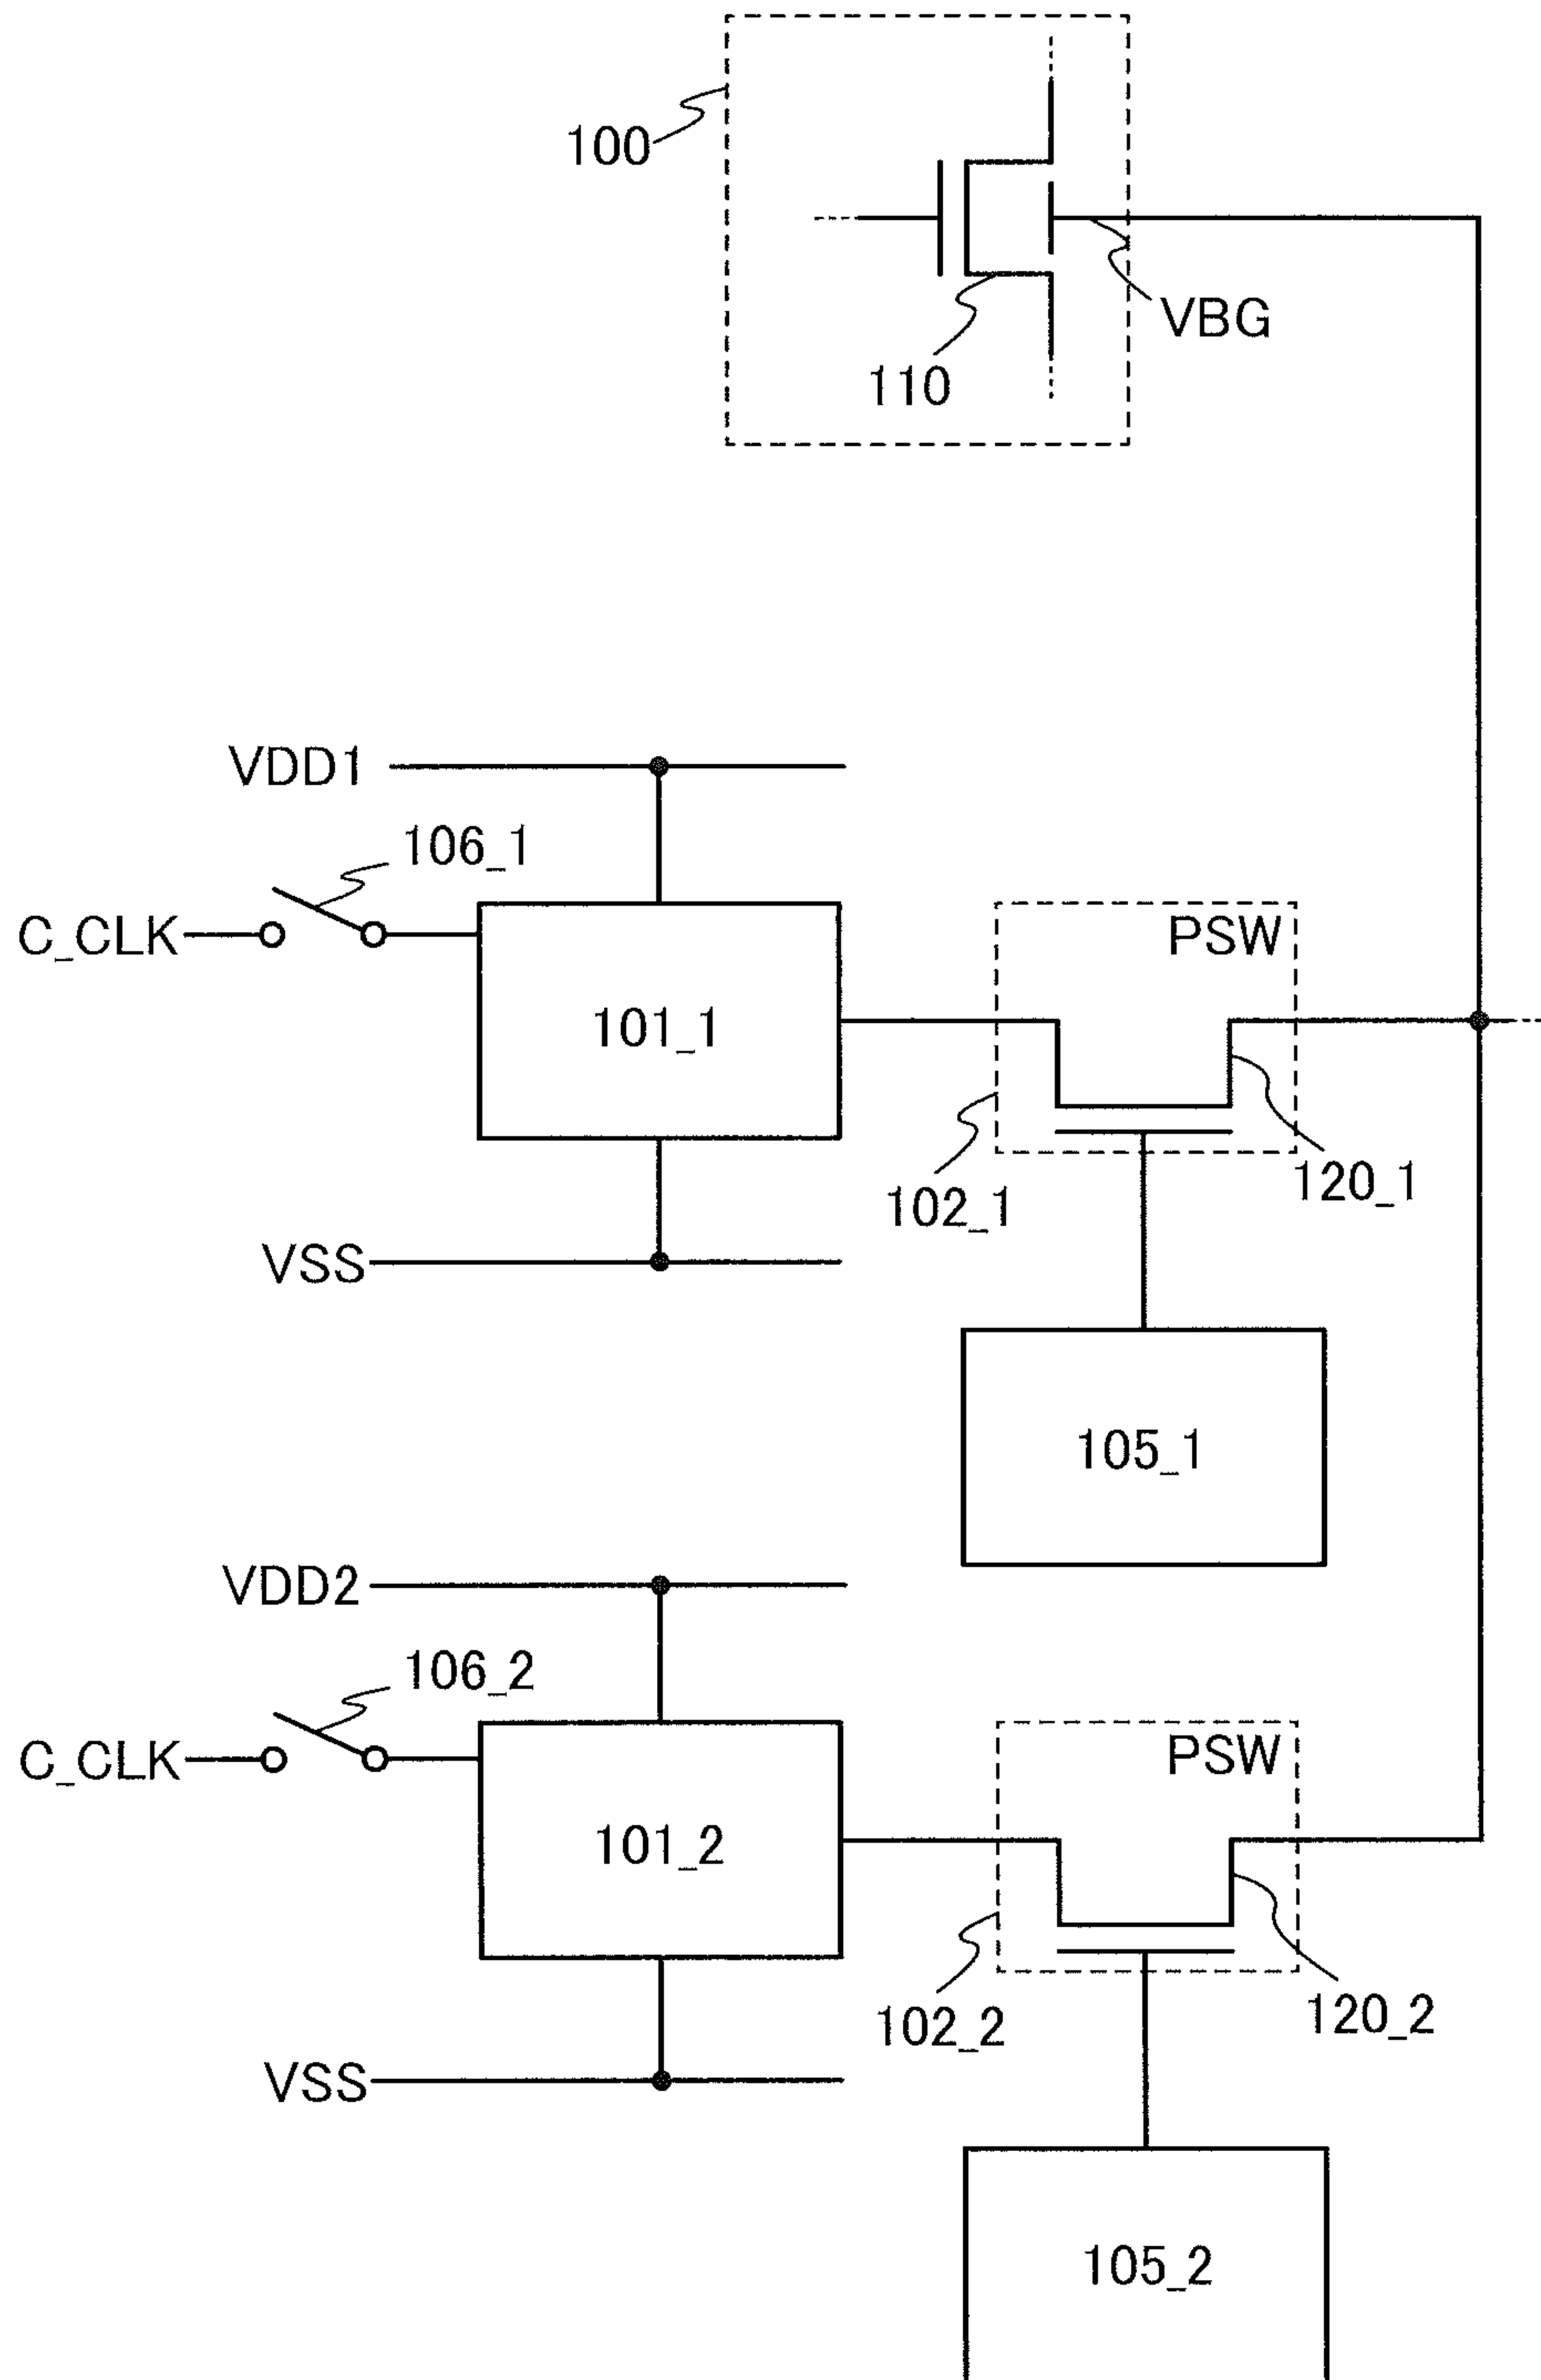 100
VBG
110
VDD1
106_1
C_CLK
PSW
101_1
102_1
120_1
VSS
105_1
VDD2
106_2
C_CLK
PSW
101_2
102_2
120_2
VSS
105_2